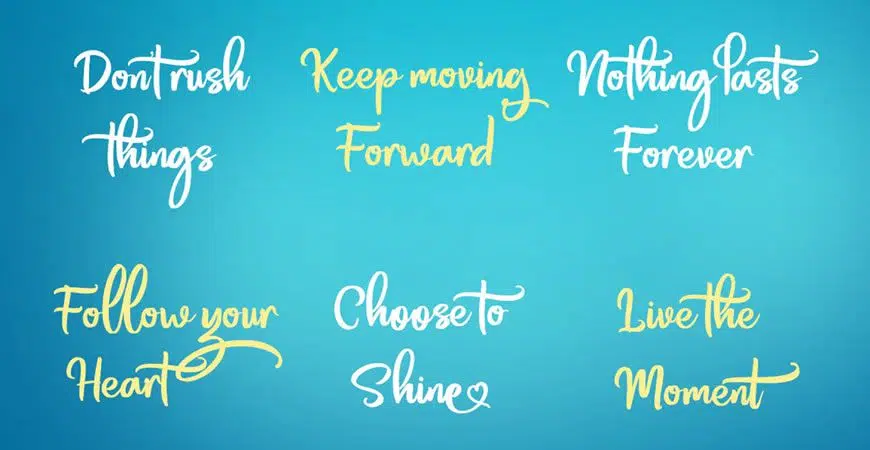 Dont rush
things
Keep moving
Forward
Nothing lasts
Forever
Follow your
Heart
Choose to
Shine
Live the
Moment